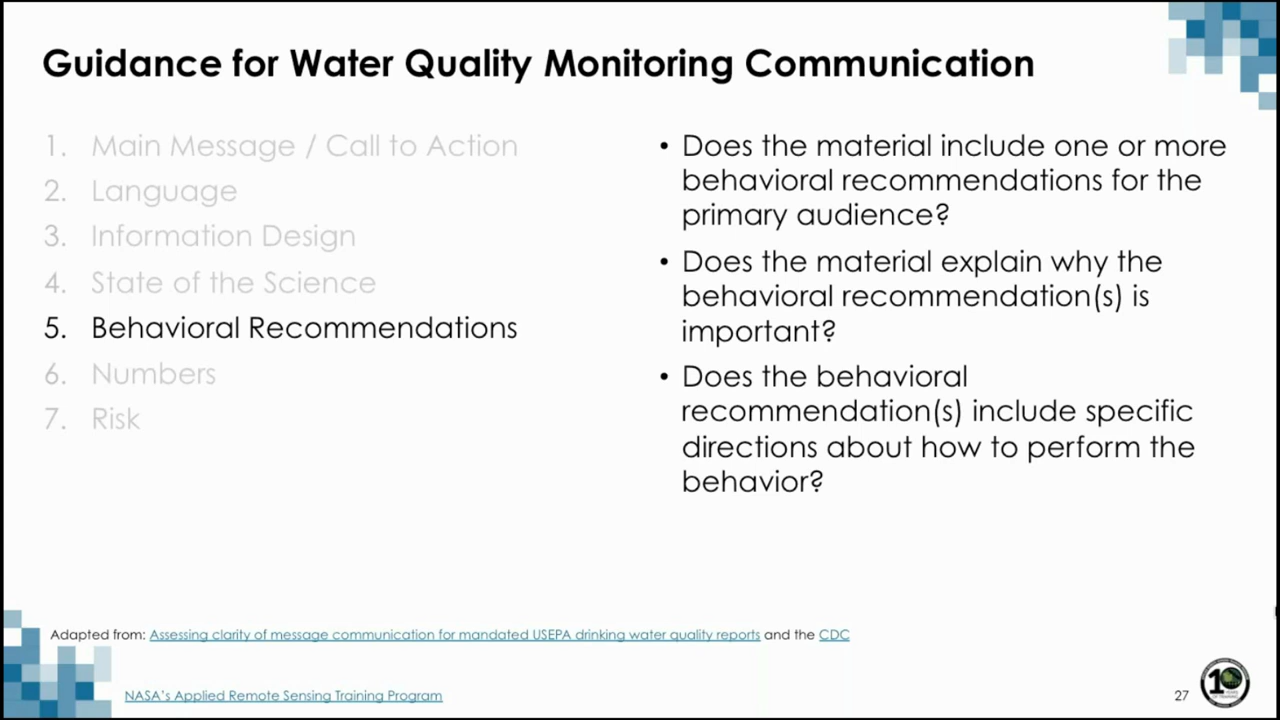 Guidance for Water Quality Monitoring Communication
1. Main Message / Call to Action
2. Language
3. Information Design
4. State of the Science
5. Behavioral Recommendations
6. Numbers
7. Risk
• Does the material include one or more
behavioral recommendations for the
primary audience?
• Does the material explain why the
behavioral recommendation(s) is
important?
• Does the behavioral
recommendation(s) include specific
directions about how to perform the
behavior?
Adapted from: Assessing clarity of message communication for mandated USEPA drinking water quality reports and the CDC
NASA's Applied Remote Sensing Training Program
27
10